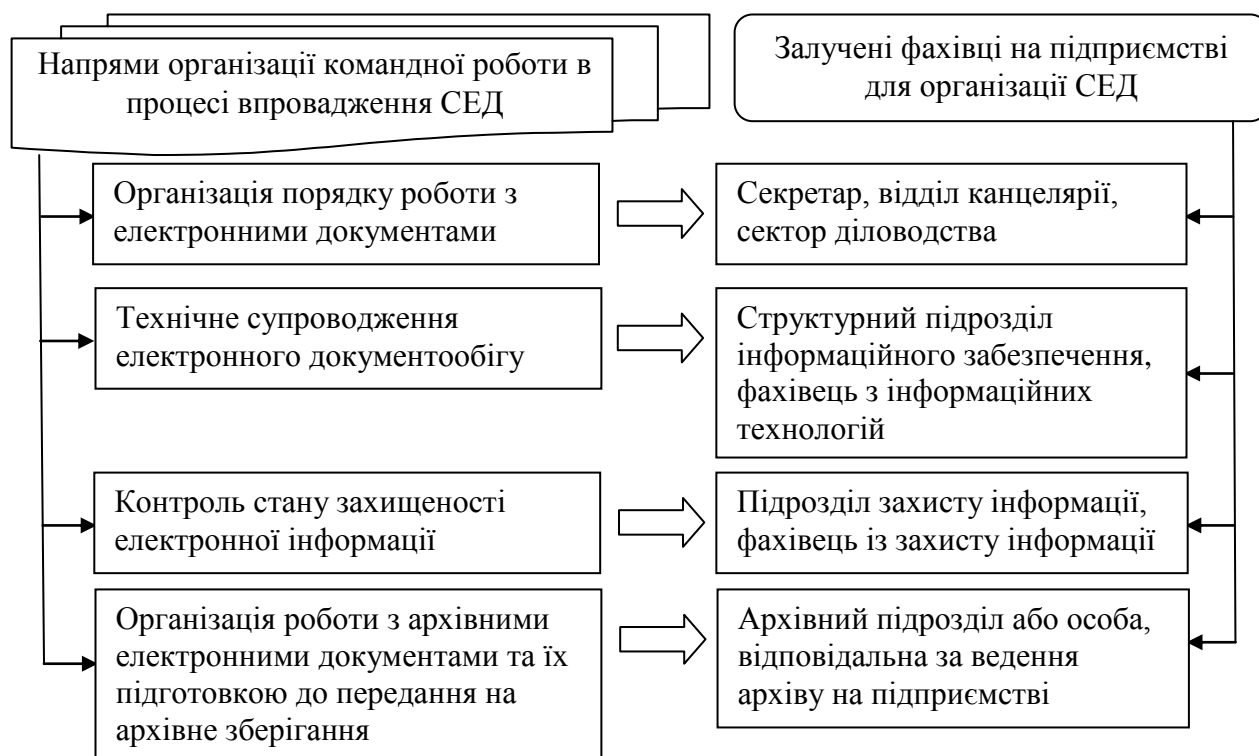 Напрями організації командної роботи в
процесі впровадження СЕД
Залучені фахівці на підприємстві
для організації СЕД
Організація порядку роботи з
електронними документами
Секретар, відділ канцелярії,
сектор діловодства
Технічне супроводження
електронного документообігу
Структурний підрозділ
інформаційного забезпечення,
фахівець з інформаційних
технологій
Контроль стану захищеності
електронної інформації
Підрозділ захисту інформації,
фахівець із захисту інформації
Організація роботи з архівними
електронними документами та їх
підготовкою до передання на
архівне зберігання
Архівний підрозділ або особа,
відповідальна за ведення
архіву на підприємстві